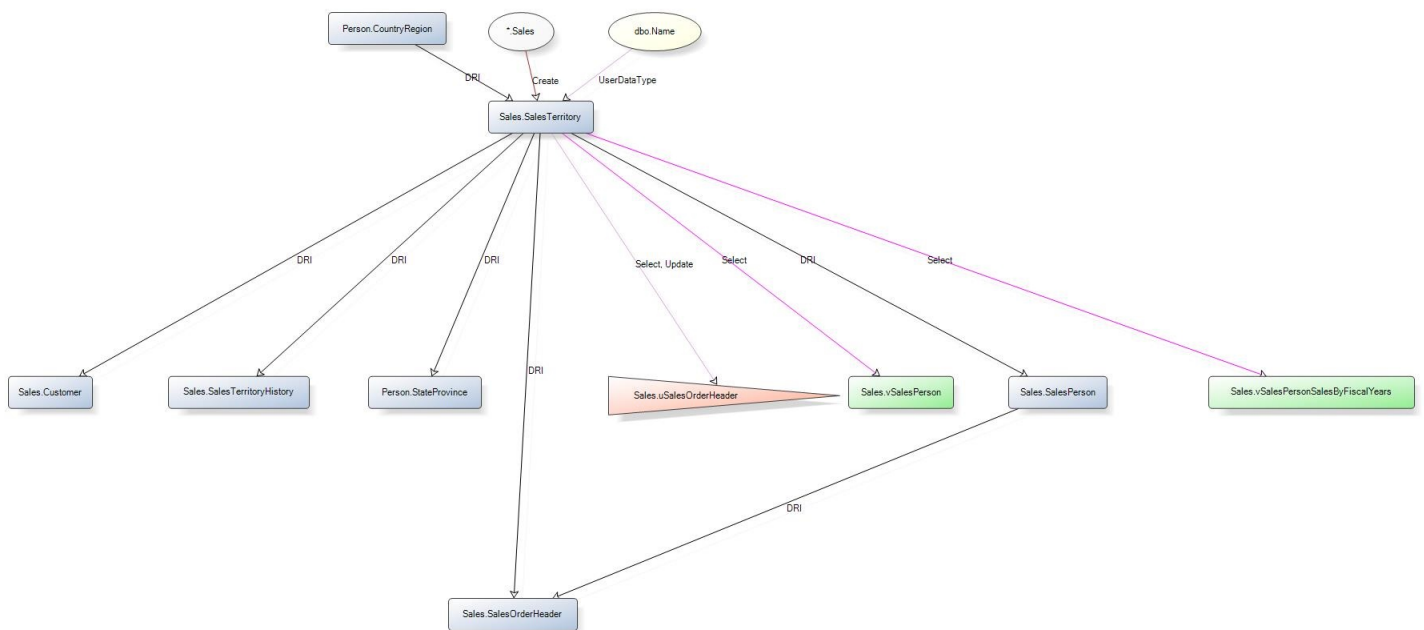 Person.CountryRegion
*.Sales
dbo.Name
DRI
Create
UserDataType
Sales.SalesTerritory
DRI
DRI
DRI
Select, Update
Select
DRI
Select
DRI
Sales.Customer
Sales.SalesTerritoryHistory
Person.StateProvince
Sales.uSalesOrderHeader
Sales.vSalesPerson
Sales.SalesPerson
Sales.vSalesPersonSalesByFiscalYears
DRI
Sales.SalesOrderHeader